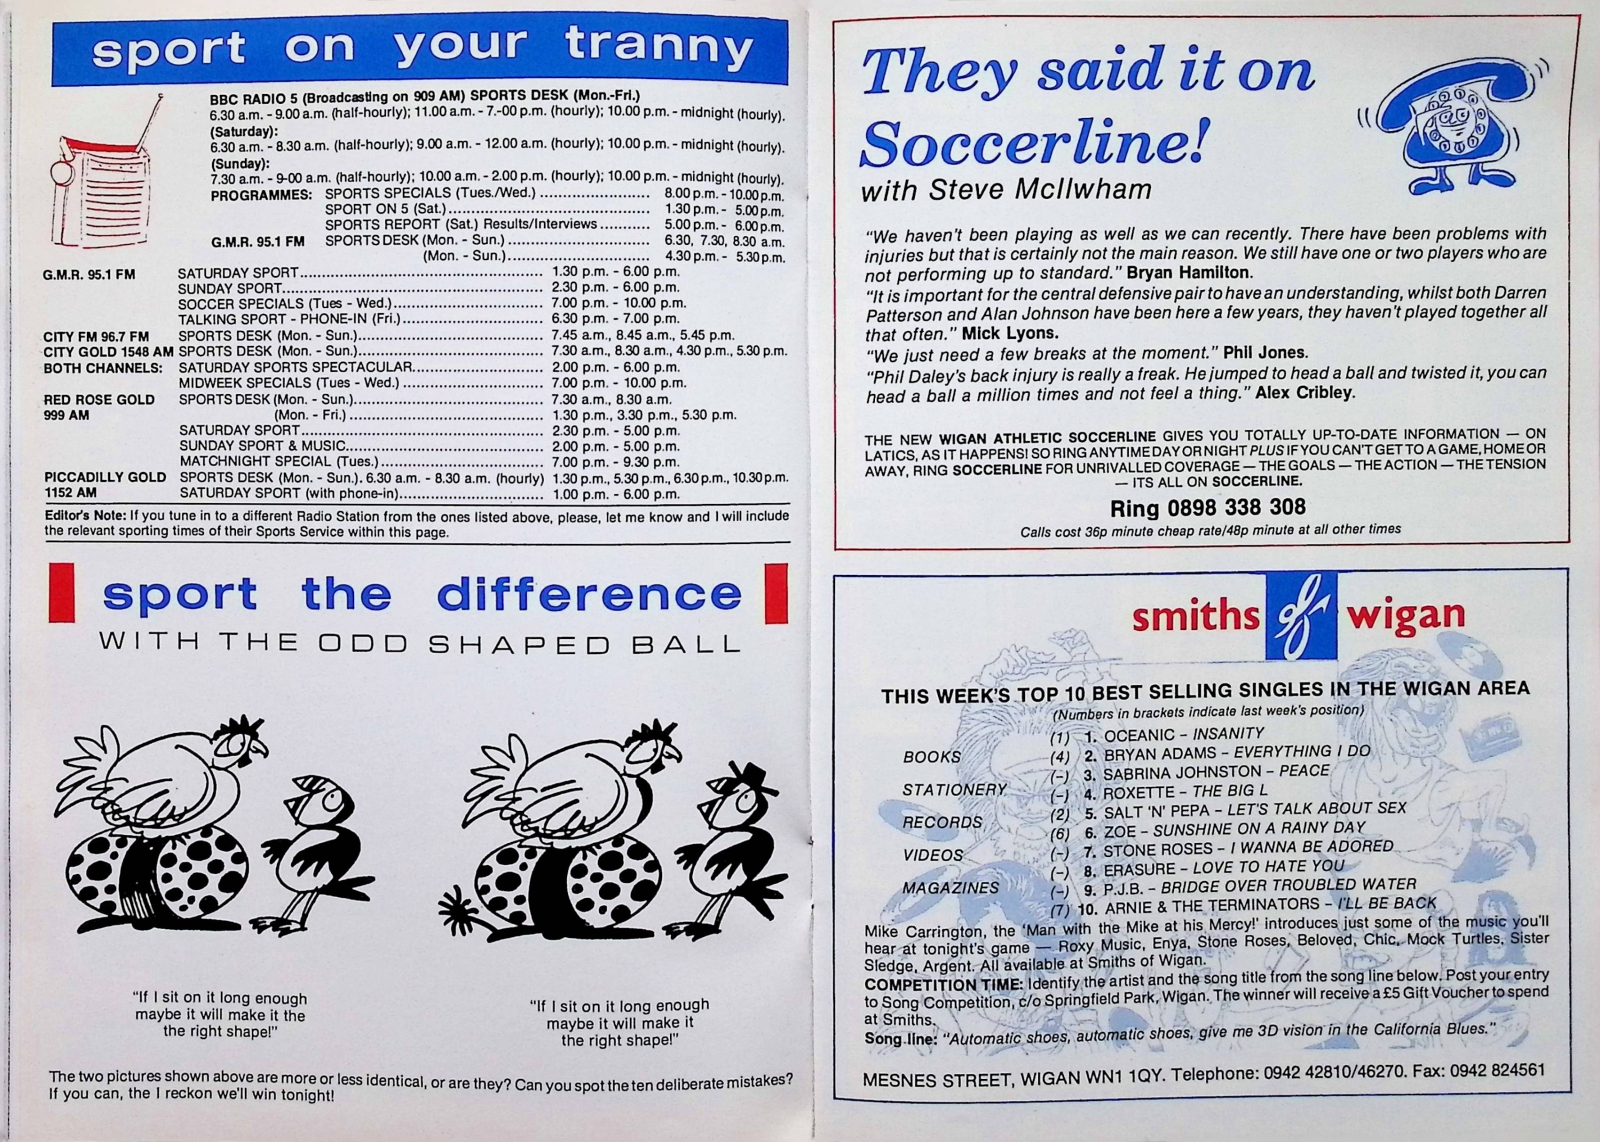 sport on your tranny
BBC RADIO 5 (Broadcasting on 909 AM) SPORTS DESK (Mon.-Fri.)
6.30 a.m. - 9.00 a.m. (half-hourly); 11.00 a.m. - 7.-00 p.m. (hourly); 10.00 p.m. - midnight (hourly).
(Saturday):
6.30 a.m. - 8.30 a.m. (half-hourly); 9.00 a.m. - 12.00 a.m. (hourly); 10.00 p.m. - midnight (hourly).
(Sunday):
7.30 a.m. - 9-00 a.m. (half-hourly); 10.00 a.m. - 2.00 p.m. (hourly); 10.00 p.m. - midnight (hourly).
PROGRAMMES: SPORTS SPECIALS (Tues./Wed.) ........................ 8.00 p.m. - 10.00 p.m.
SPORT ON 5 (Sat.)............................................. 1.30 p.m. - 5.00 p.m.
SPORTS REPORT (Sat.) Results/Interviews ........... 5.00 p.m. - 6.00 p.m.
G.M.R. 95.1 FM SPORTS DESK (Mon. - Sun.)................................ 6.30, 7.30, 8.30 a.m.
(Mon. - Sun.)................................ 4.30 p.m. - 5.30 p.m.
G.M.R. 95.1 FM SATURDAY SPORT....................................................... 1.30 p.m. - 6.00 p.m.
SUNDAY SPORT........................................................... 2.30 p.m. - 6.00 p.m.
SOCCER SPECIALS (Tues - Wed.)................................. 7.00 p.m. - 10.00 p.m.
TALKING SPORT - PHONE-IN (Fri.)................................ 6.30 p.m. - 7.00 p.m.
CITY FM 96.7 FM SPORTS DESK (Mon. - Sun.)......................................... 7.45 a.m., 8.45 a.m., 5.45 p.m.
CITY GOLD 1548 AM SPORTS DESK (Mon. - Sun.)......................................... 7.30 a.m., 8.30 a.m., 4.30 p.m., 5.30 p.m.
BOTH CHANNELS: SATURDAY SPORTS SPECTACULAR............................. 2.00 p.m. - 6.00 p.m.
MIDWEEK SPECIALS (Tues - Wed.)................................ 7.00 p.m. - 10.00 p.m.
RED ROSE GOLD SPORTS DESK (Mon. - Sun.)......................................... 7.30 a.m., 8.30 a.m.
999 AM (Mon. - Fri.) .......................................... 1.30 p.m., 3.30 p.m., 5.30 p.m.
SATURDAY SPORT....................................................... 2.30 p.m. - 5.00 p.m.
SUNDAY SPORT & MUSIC............................................ 2.00 p.m. - 5.00 p.m.
MATCHNIGHT SPECIAL (Tues.).................................... 7.00 p.m. - 9.30 p.m.
PICCADILLY GOLD SPORTS DESK (Mon. - Sun.). 6.30 a.m. - 8.30 a.m. (hourly) 1.30 p.m., 5.30 p.m., 6.30 p.m., 10.30 p.m.
1152 AM SATURDAY SPORT (with phone-in)................................ 1.00 p.m. - 6.00 p.m.
Editor's Note: If you tune in to a different Radio Station from the ones listed above, please, let me know and I will include
the relevant sporting times of their Sports Service within this page.
sport the difference
WITH THE ODD SHAPED BALL
"If I sit on it long enough
maybe it will make it the
the right shape!"
"If I sit on it long enough
maybe it will make it
the right shape!"
The two pictures shown above are more or less identical, or are they? Can you spot the ten deliberate mistakes?
If you can, the I reckon we'll win tonight!
They said it on
Soccerline!
with Steve McIlwham
"We haven't been playing as well as we can recently. There have been problems with
injuries but that is certainly not the main reason. We still have one or two players who are
not performing up to standard." Bryan Hamilton.
"It is important for the central defensive pair to have an understanding, whilst both Darren
Patterson and Alan Johnson have been here a few years, they haven't played together all
that often." Mick Lyons.
"We just need a few breaks at the moment." Phil Jones.
"Phil Daley's back injury is really a freak. He jumped to head a ball and twisted it, you can
head a ball a million times and not feel a thing." Alex Cribley.
THE NEW WIGAN ATHLETIC SOCCERLINE GIVES YOU TOTALLY UP-TO-DATE INFORMATION — ON
LATICS, AS IT HAPPENS! SO RING ANYTIME DAY OR NIGHT PLUS IF YOU CAN'T GET TO A GAME, HOME OR
AWAY, RING SOCCERLINE FOR UNRIVALLED COVERAGE — THE GOALS — THE ACTION — THE TENSION
— ITS ALL ON SOCCERLINE.
Ring 0898 338 308
Calls cost 36p minute cheap rate/48p minute at all other times
smiths of wigan
THIS WEEK'S TOP 10 BEST SELLING SINGLES IN THE WIGAN AREA
(Numbers in brackets indicate last week's position)
BOOKS
STATIONERY
RECORDS
VIDEOS
MAGAZINES
(1) 1. OCEANIC – INSANITY
(4) 2. BRYAN ADAMS – EVERYTHING I DO
(–) 3. SABRINA JOHNSTON – PEACE
(–) 4. ROXETTE – THE BIG L
(2) 5. SALT 'N' PEPA – LET'S TALK ABOUT SEX
(6) 6. ZOE – SUNSHINE ON A RAINY DAY
(–) 7. STONE ROSES – I WANNA BE ADORED
(–) 8. ERASURE – LOVE TO HATE YOU
(–) 9. P.J.B. – BRIDGE OVER TROUBLED WATER
(7) 10. ARNIE & THE TERMINATORS – I'LL BE BACK
Mike Carrington, the 'Man with the Mike at his Mercy!' introduces just some of the music you'll
hear at tonight's game — Roxy Music, Enya, Stone Roses, Beloved, Chic, Mock Turtles, Sister
Sledge, Argent. All available at Smiths of Wigan.
COMPETITION TIME: Identify the artist and the song title from the song line below. Post your entry
to Song Competition, c/o Springfield Park, Wigan. The winner will receive a £5 Gift Voucher to spend
at Smiths.
Song line: "Automatic shoes, automatic shoes, give me 3D vision in the California Blues."
MESNES STREET, WIGAN WN1 1QY. Telephone: 0942 42810/46270. Fax: 0942 824561